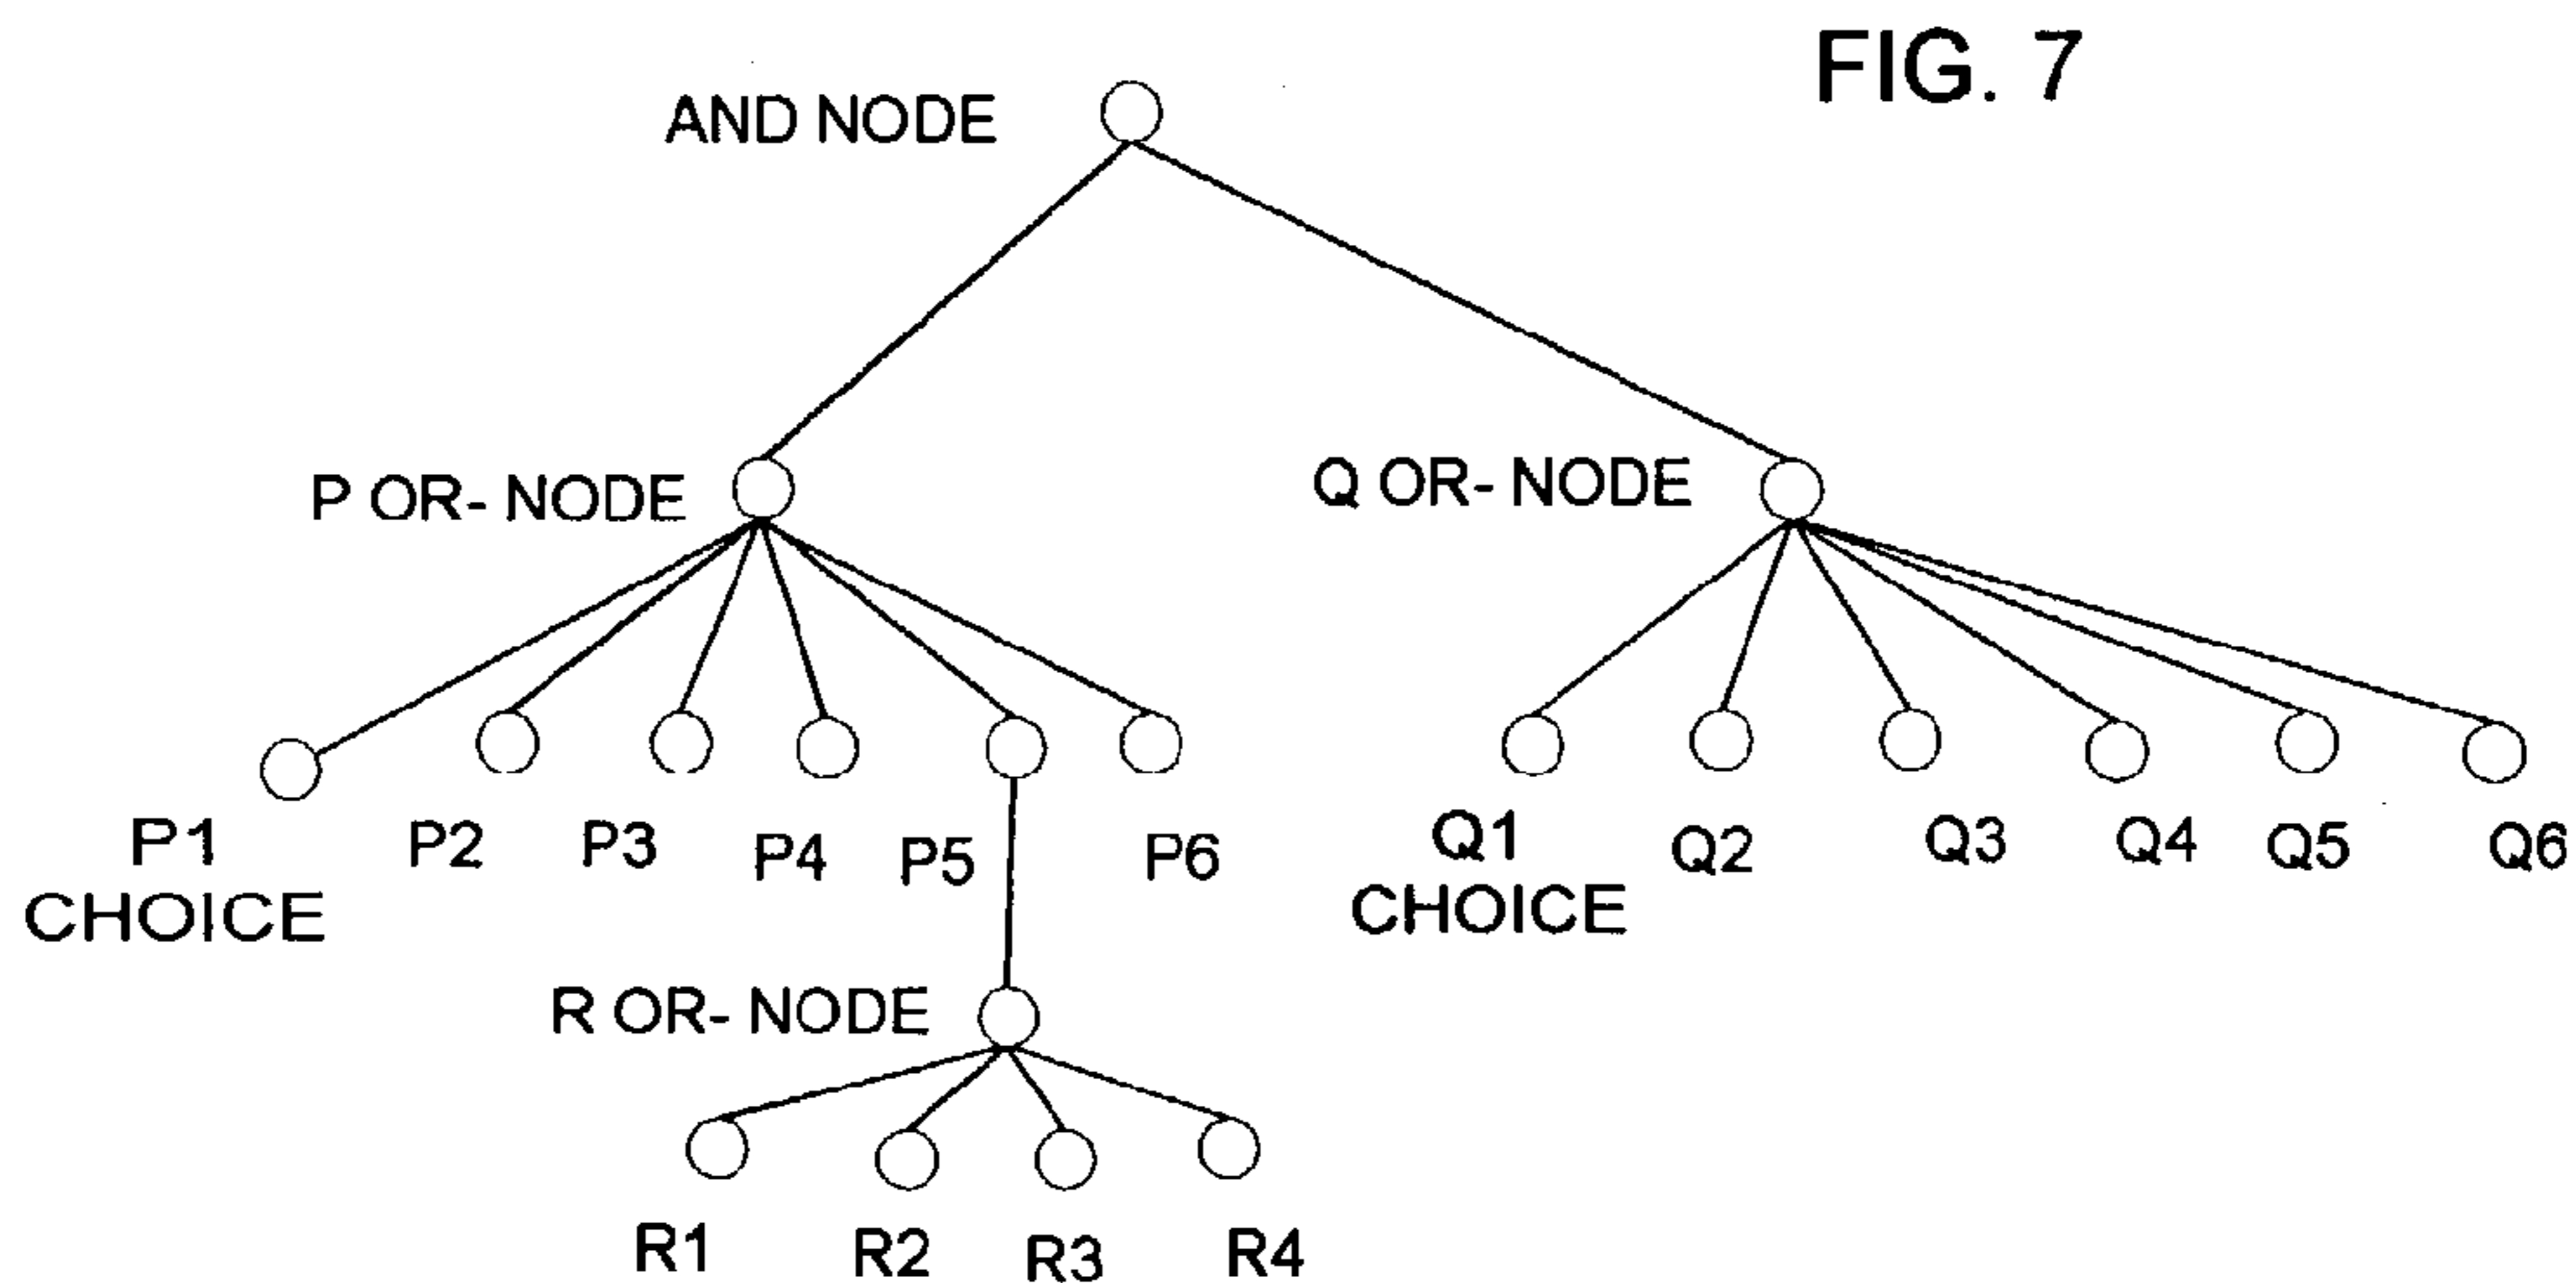 FIG. 7
AND NODE
P OR- NODE
Q OR- NODE
P1
CHOICE
P2
P3
P4
P5
P6
Q1
CHOICE
Q2
Q3
Q4
Q5
Q6
R OR- NODE
R1
R2
R3
R4